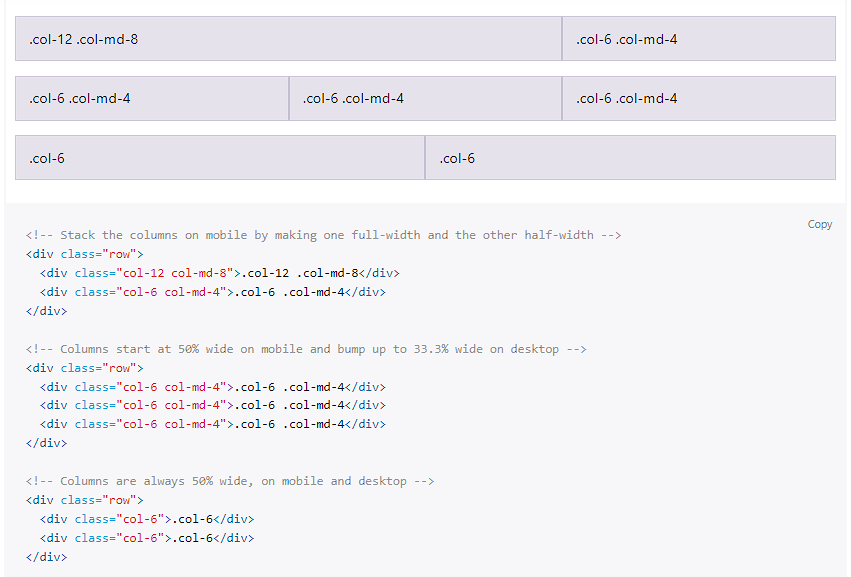 .col-12 .col-md-8 .col-6 .col-md-4
.col-6 .col-md-4 .col-6 .col-md-4 .col-6 .col-md-4
.col-6 .col-6
Copy
<!-- Stack the columns on mobile by making one full-width and the other half-width -->
<div class="row">
  <div class="col-12 col-md-8">.col-12 .col-md-8</div>
  <div class="col-6 col-md-4">.col-6 .col-md-4</div>
</div>

<!-- Columns start at 50% wide on mobile and bump up to 33.3% wide on desktop -->
<div class="row">
  <div class="col-6 col-md-4">.col-6 .col-md-4</div>
  <div class="col-6 col-md-4">.col-6 .col-md-4</div>
  <div class="col-6 col-md-4">.col-6 .col-md-4</div>
</div>

<!-- Columns are always 50% wide, on mobile and desktop -->
<div class="row">
  <div class="col-6">.col-6</div>
  <div class="col-6">.col-6</div>
</div>